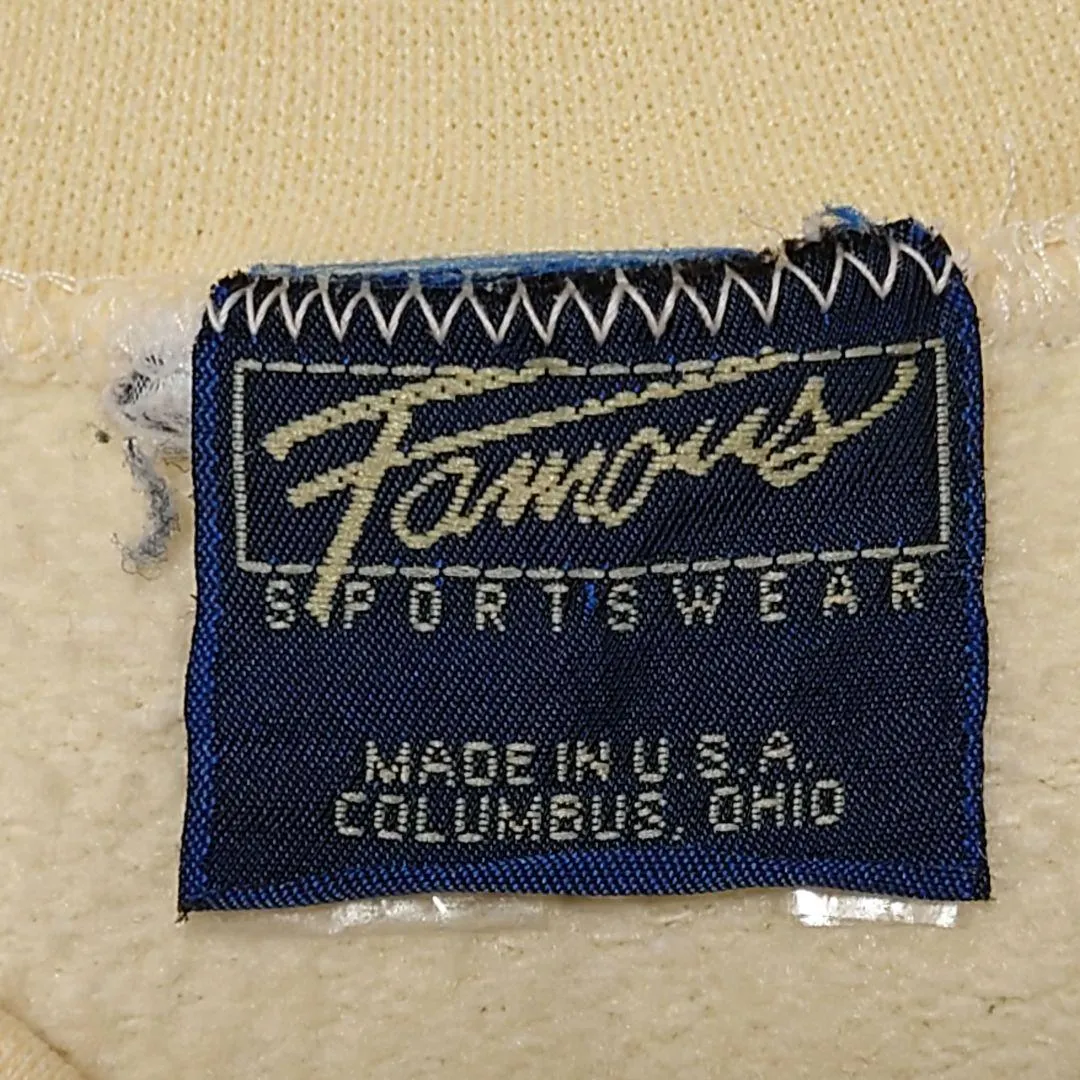 Famous
SPORTSWEAR
MADE IN U.S.A.
COLUMBUS, OHIO